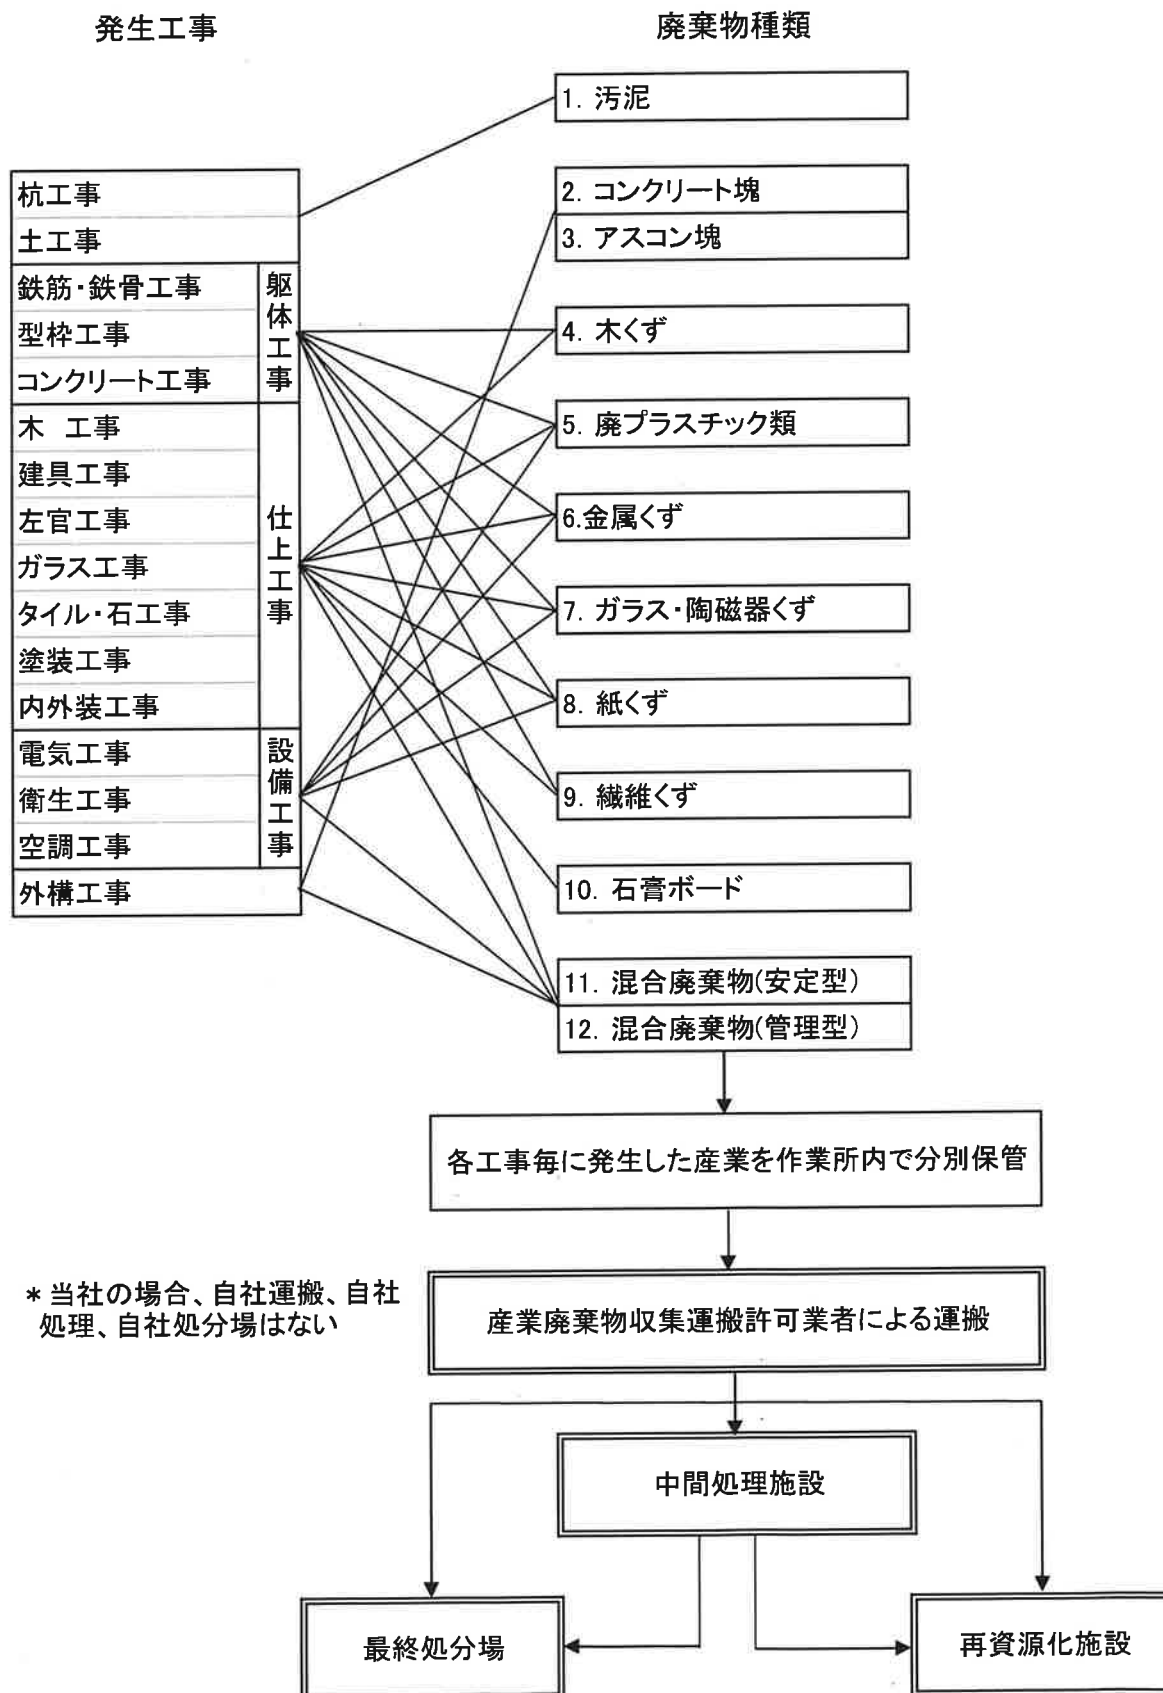 発生工事
廃棄物種類
1. 汚泥
2. コンクリート塊
3. アスコン塊
4. 木くず
5. 廃プラスチック類
6.金属くず
7. ガラス・陶磁器くず
8. 紙くず
9. 繊維くず
10. 石膏ボード
11. 混合廃棄物(安定型)
12. 混合廃棄物(管理型)
杭工事
土工事
鉄筋・鉄骨工事
型枠工事
コンクリート工事
躯体工事
木 工事
建具工事
左官工事
ガラス工事
タイル・石工事
塗装工事
内外装工事
仕上工事
電気工事
衛生工事
空調工事
設備工事
外構工事
各工事毎に発生した産業を作業所内で分別保管
*当社の場合、自社運搬、自社
処理、自社処分場はない
産業廃棄物収集運搬許可業者による運搬
中間処理施設
最終処分場
再資源化施設